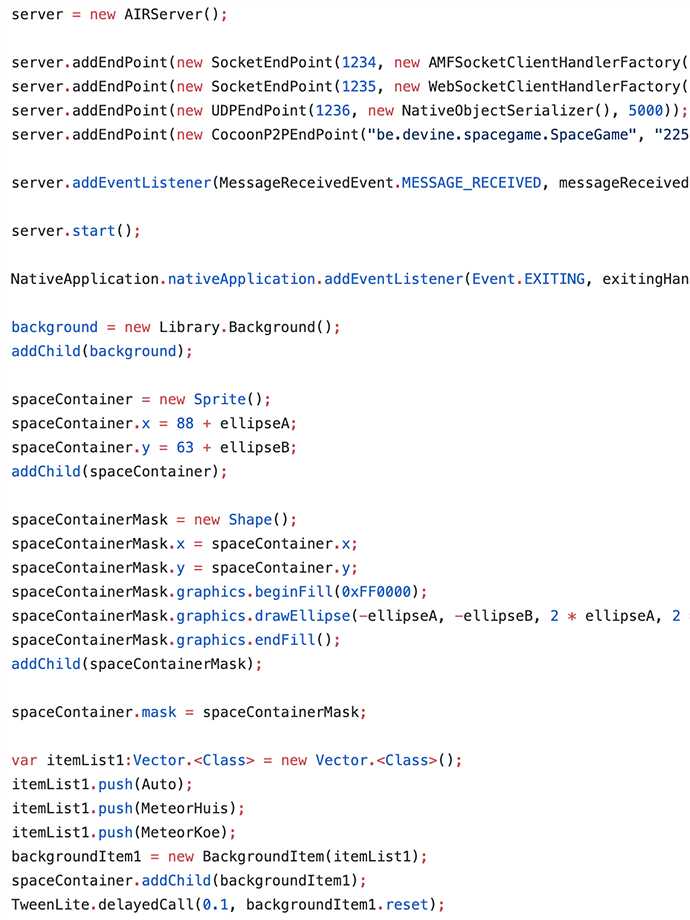 server = new AIRServer();
server.addEndPoint(new SocketEndPoint(1234, new AMFSocketClientHandlerFactory(
server.addEndPoint(new SocketEndPoint(1235, new WebSocketClientHandlerFactory(
server.addEndPoint(new UDPEndPoint(1236, new NativeObjectSerializer(), 5000));
server.addEndPoint(new CocoonP2PEndPoint("be.devine.spacegame.SpaceGame", "225
server.addEventListener(MessageReceivedEvent.MESSAGE_RECEIVED, messageReceived
server.start();
NativeApplication.nativeApplication.addEventListener(Event.EXITING, exitingHan
background = new Library.Background();
addChild(background);
spaceContainer = new Sprite();
spaceContainer.x = 88 + ellipseA;
spaceContainer.y = 63 + ellipseB;
addChild(spaceContainer);
spaceContainerMask = new Shape();
spaceContainerMask.x = spaceContainer.x;
spaceContainerMask.y = spaceContainer.y;
spaceContainerMask.graphics.beginFill(0xFF0000);
spaceContainerMask.graphics.drawEllipse(-ellipseA, -ellipseB, 2 * ellipseA, 2
spaceContainerMask.graphics.endFill();
addChild(spaceContainerMask);
spaceContainer.mask = spaceContainerMask;
var itemList1:Vector.<Class> = new Vector.<Class>();
itemList1.push(Auto);
itemList1.push(MeteorHuis);
itemList1.push(MeteorKoe);
backgroundItem1 = new BackgroundItem(itemList1);
spaceContainer.addChild(backgroundItem1);
TweenLite.delayedCall(0.1, backgroundItem1.reset);